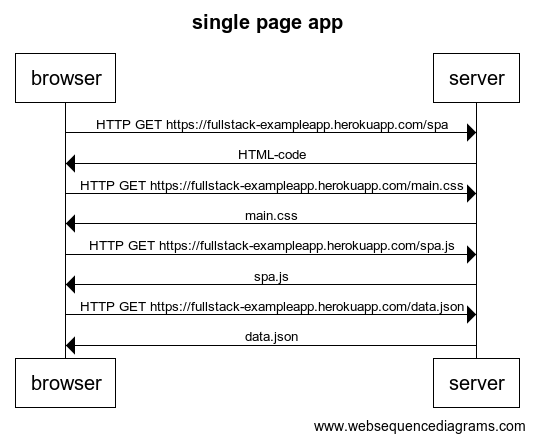 single page app
browser server
HTTP GET https://fullstack-exampleapp.herokuapp.com/spa
HTML-code
HTTP GET https://fullstack-exampleapp.herokuapp.com/main.css
main.css
HTTP GET https://fullstack-exampleapp.herokuapp.com/spa.js
spa.js
HTTP GET https://fullstack-exampleapp.herokuapp.com/data.json
data.json
browser server
www.websequencediagrams.com